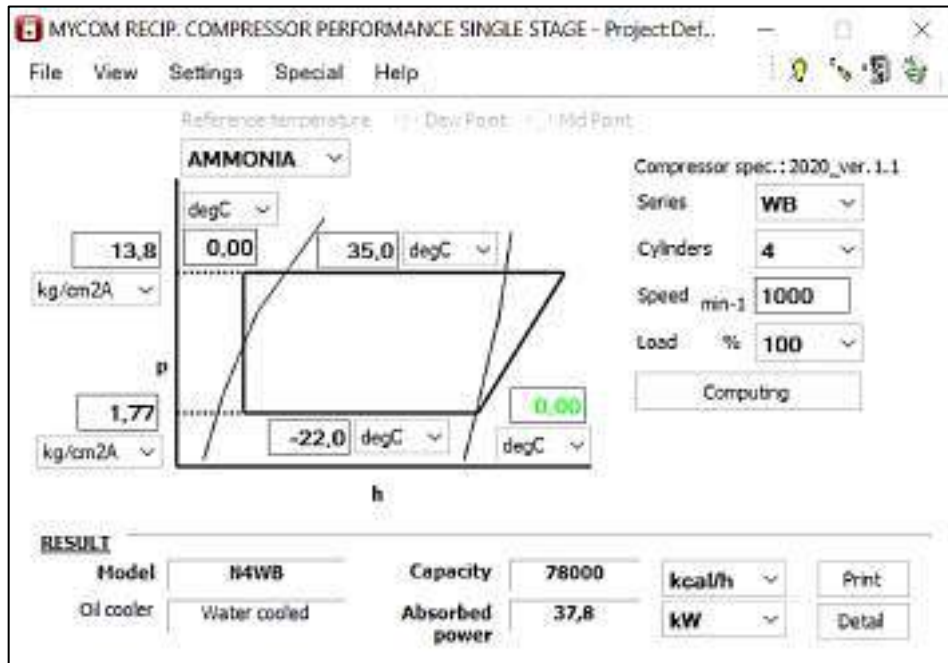 MYCOM RECIP. COMPRESSOR PERFORMANCE SINGLE STAGE - ProjectDef..
File View Settings Special Help
Reference temperature Dew Point Md Point
AMMONIA
Compressor spec.: 2020_ver.1.1
degC
Series WB
13,8 0,00 35,0 degC
Cylinders 4
kg/cm2A
Speed min-1 1000
Load % 100
p
Computing
1,77 0,00
-22,0 degC
kg/cm2A degC
h
RESULT
Model N4WB Capacity 78000 kcal/h Print
Oil cooler Water cooled Absorbed power 37,8 kW Detail